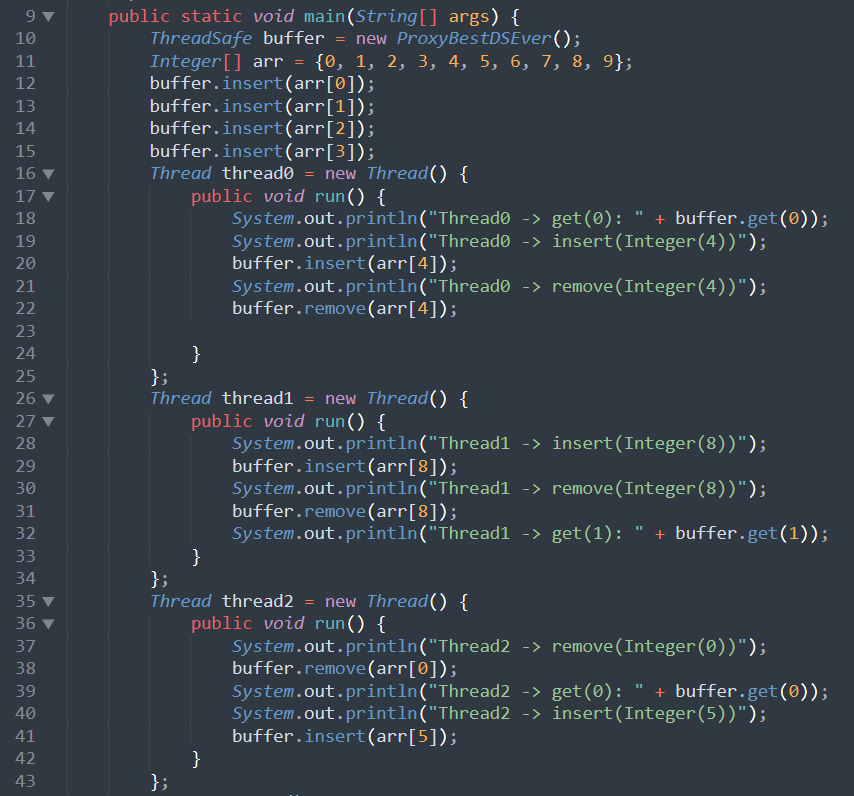 9 public static void main(String[] args) {
10 ThreadSafe buffer = new ProxyBestDSEver();
11 Integer[] arr = {0, 1, 2, 3, 4, 5, 6, 7, 8, 9};
12 buffer.insert(arr[0]);
13 buffer.insert(arr[1]);
14 buffer.insert(arr[2]);
15 buffer.insert(arr[3]);
16 Thread thread0 = new Thread() {
17 public void run() {
18 System.out.println("Thread0 -> get(0): " + buffer.get(0));
19 System.out.println("Thread0 -> insert(Integer(4))");
20 buffer.insert(arr[4]);
21 System.out.println("Thread0 -> remove(Integer(4))");
22 buffer.remove(arr[4]);
23
24 }
25 };
26 Thread thread1 = new Thread() {
27 public void run() {
28 System.out.println("Thread1 -> insert(Integer(8))");
29 buffer.insert(arr[8]);
30 System.out.println("Thread1 -> remove(Integer(8))");
31 buffer.remove(arr[8]);
32 System.out.println("Thread1 -> get(1): " + buffer.get(1));
33 }
34 };
35 Thread thread2 = new Thread() {
36 public void run() {
37 System.out.println("Thread2 -> remove(Integer(0))");
38 buffer.remove(arr[0]);
39 System.out.println("Thread2 -> get(0): " + buffer.get(0));
40 System.out.println("Thread2 -> insert(Integer(5))");
41 buffer.insert(arr[5]);
42 }
43 };